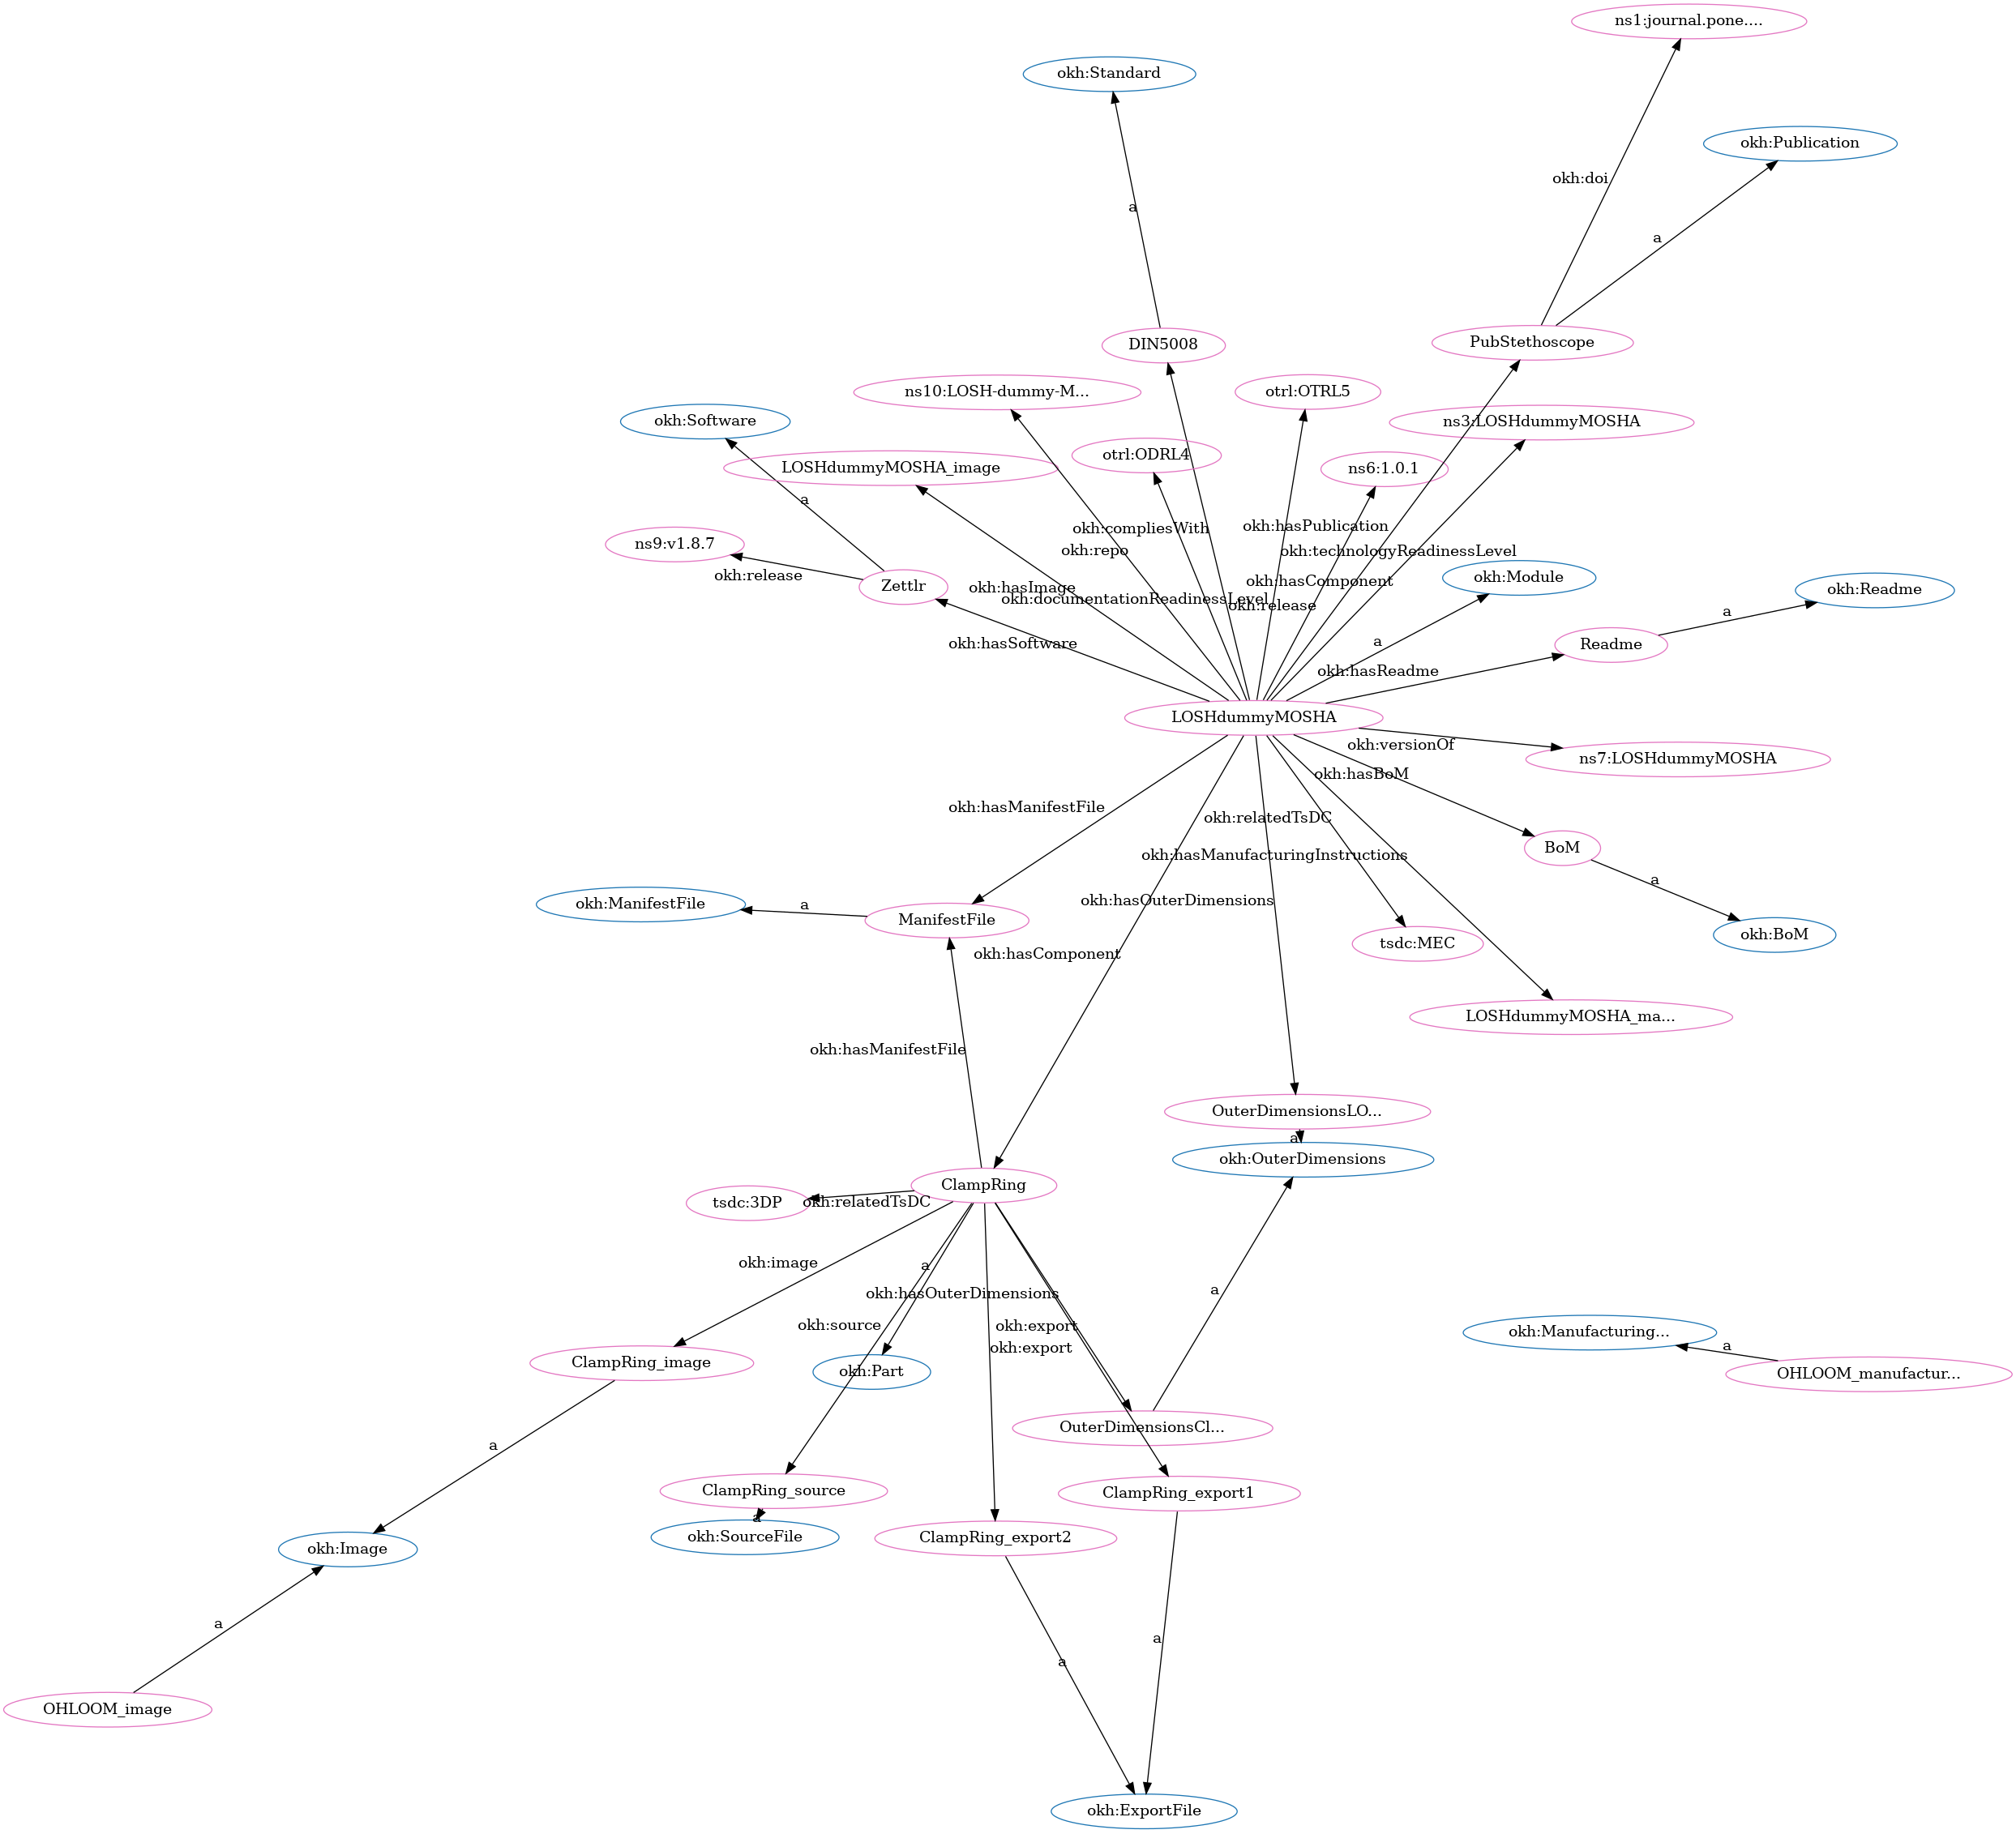 ns1:journal.pone....
okh:Standard
okh:Publication
okh:doi
a
a
DIN5008
PubStethoscope
ns10:LOSH-dummy-M...
otrl:OTRL5
okh:Software
ns3:LOSHdummyMOSHA
otrl:ODRL4
LOSHdummyMOSHA_image
ns6:1.0.1
a
okh:compliesWith
okh:hasPublication
ns9:v1.8.7
okh:repo
okh:technologyReadinessLevel
okh:release
okh:hasComponent
okh:Module
Zettlr
okh:hasImage
okh:Readme
okh:documentationReadinessLevel
okh:release
a
okh:hasSoftware
a
Readme
okh:hasReadme
LOSHdummyMOSHA
okh:versionOf
ns7:LOSHdummyMOSHA
okh:hasBoM
okh:hasManifestFile
okh:relatedTsDC
BoM
okh:hasManufacturingInstructions
a
okh:ManifestFile
a
okh:hasOuterDimensions
ManifestFile
okh:BoM
tsdc:MEC
okh:hasComponent
LOSHdummyMOSHA_ma...
okh:hasManifestFile
OuterDimensionsLO...
a
okh:OuterDimensions
ClampRing
tsdc:3DP
okh:relatedTsDC
okh:image
a
okh:hasOuterDimensions
a
okh:source
okh:export
okh:Manufacturing...
okh:export
a
ClampRing_image
okh:Part
OHLOOM_manufactur...
OuterDimensionsCl...
a
ClampRing_source
ClampRing_export1
a
okh:SourceFile
ClampRing_export2
okh:Image
a
a
a
OHLOOM_image
okh:ExportFile